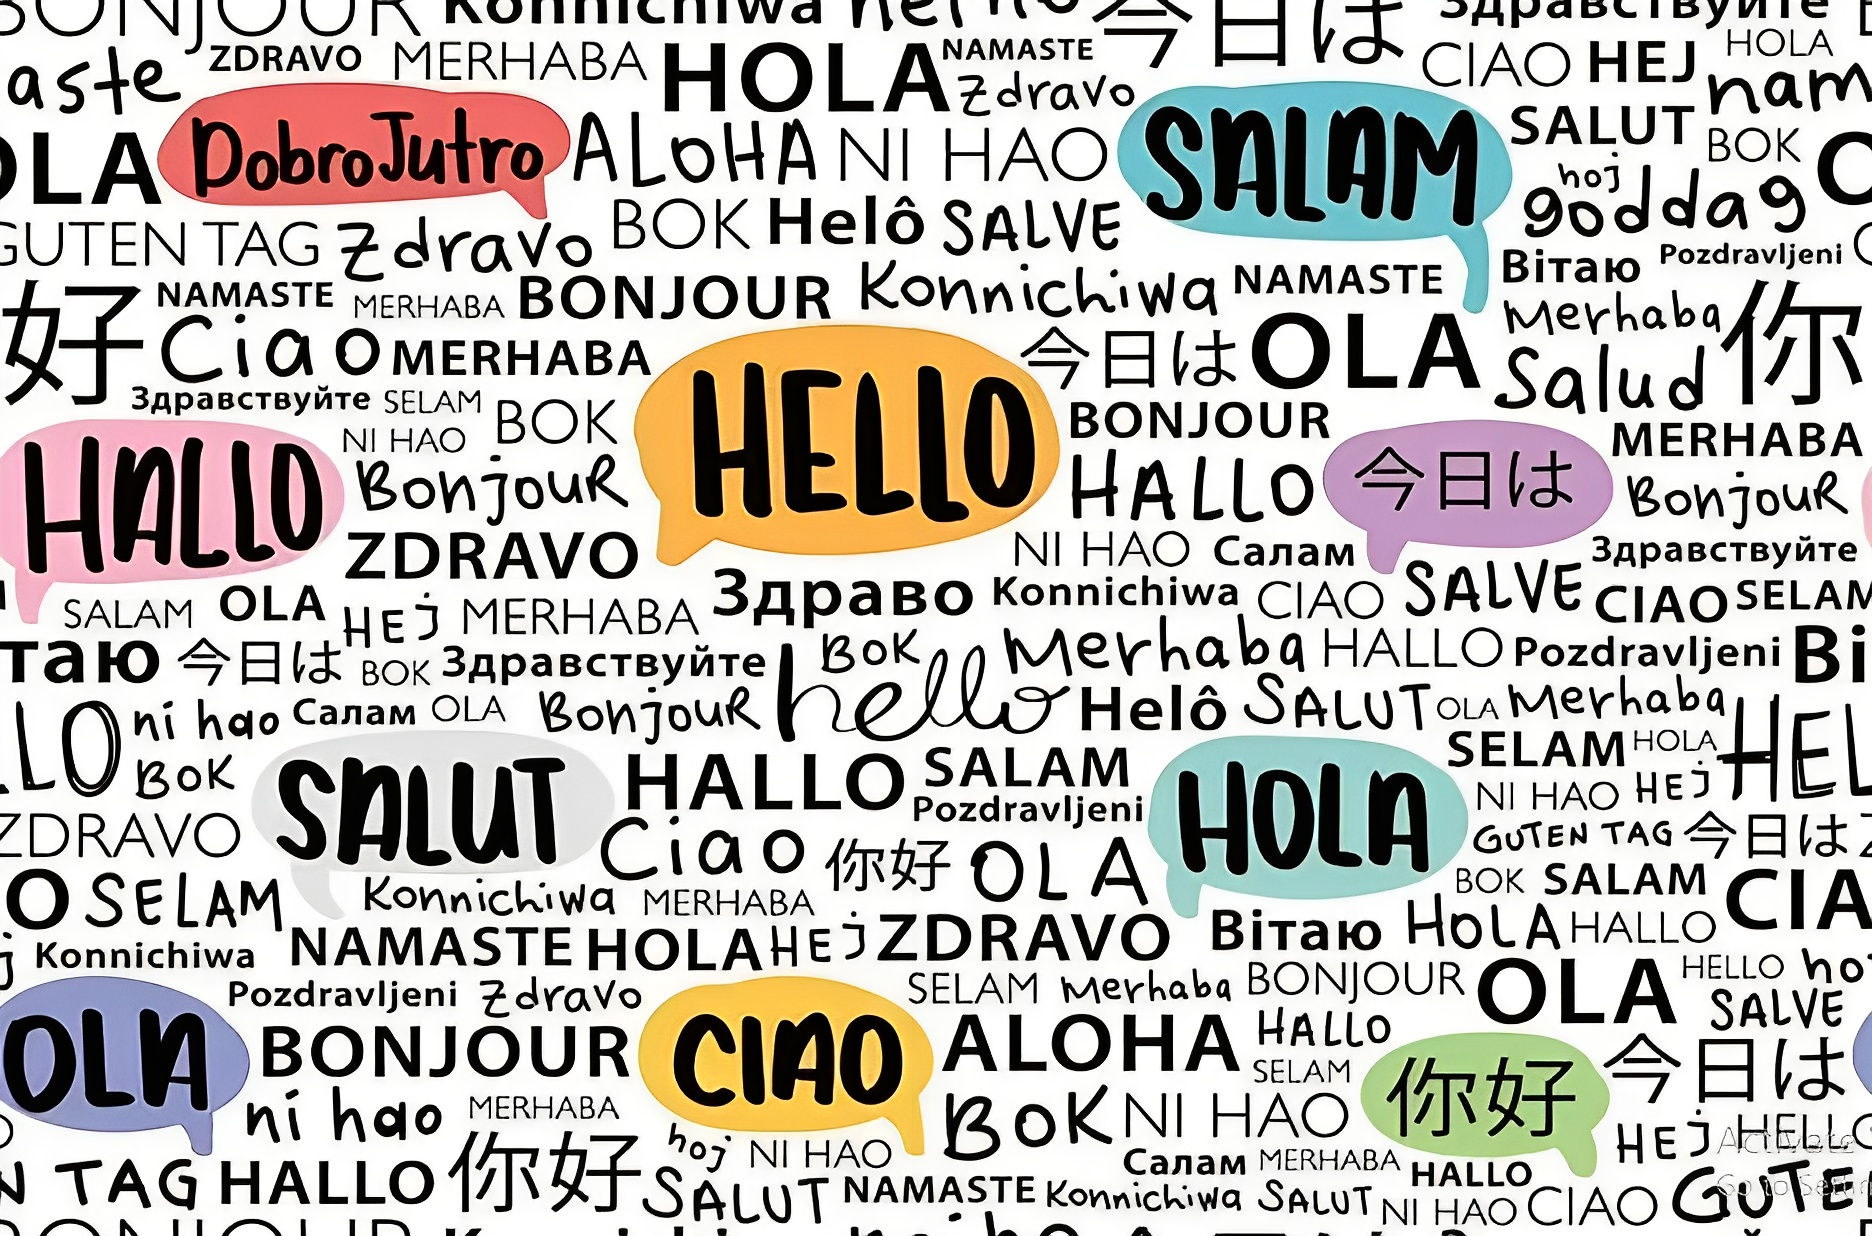 BONJOUR Konnichiwa 今日は Здравствуйте
aste ZDRAVO MERHABA HOLA NAMASTE Zdravo CIAO HEJ HOLA nam
OLA DobroJutro ALOHA NI HAO SALAM SALUT BOK
hoj goddag
GUTEN TAG Zdravo BOK Helô SALVE Вітаю Pozdravljeni
好 NAMASTE MERHABA BONJOUR Konnichiwa NAMASTE Merhaba 你
Ciao MERHABA HELLO 今日は OLA Salud
Здравствуйте SELAM BOK BONJOUR MERHABA
HALLO NI HAO Bonjour HALLO 今日は Bonjour
ZDRAVO NI HAO Салам Здравствуйте
SALAM OLA HEJ MERHABA Здраво Konnichiwa CIAO SALVE CIAO SELAM
таю 今日は BOK Здравствуйте BOK hello Merhaba HALLO Pozdravljeni Ві
LLO ni hao Салам OLA Bonjour Helô SALUT OLA Merhaba HEL
BOK SALUT HALLO SALAM HOLA SELAM HOLA
Pozdravljeni NI HAO HEJ
ZDRAVO Ciao 你好 OLA GUTEN TAG 今日は
O SELAM Konnichiwa MERHABA BOK SALAM CIA
j Konnichiwa NAMASTE HOLA HEJ ZDRAVO Вітаю HOLA HALLO
OLA Pozdravljeni Zdravo CIAO SELAM Merhaba BONJOUR OLA HELLO ho
BONJOUR ALOHA HALLO SALVE
SELAM 你好 今日は
ni hao MERHABA BOK NI HAO HEJ HELLO
N TAG HALLO 你好 hoj NI HAO Салам MERHABA HALLO GUTE
SALUT NAMASTE Konnichiwa SALUT NI HAO CIAO
Activate
Go to Settin
BONJOUR